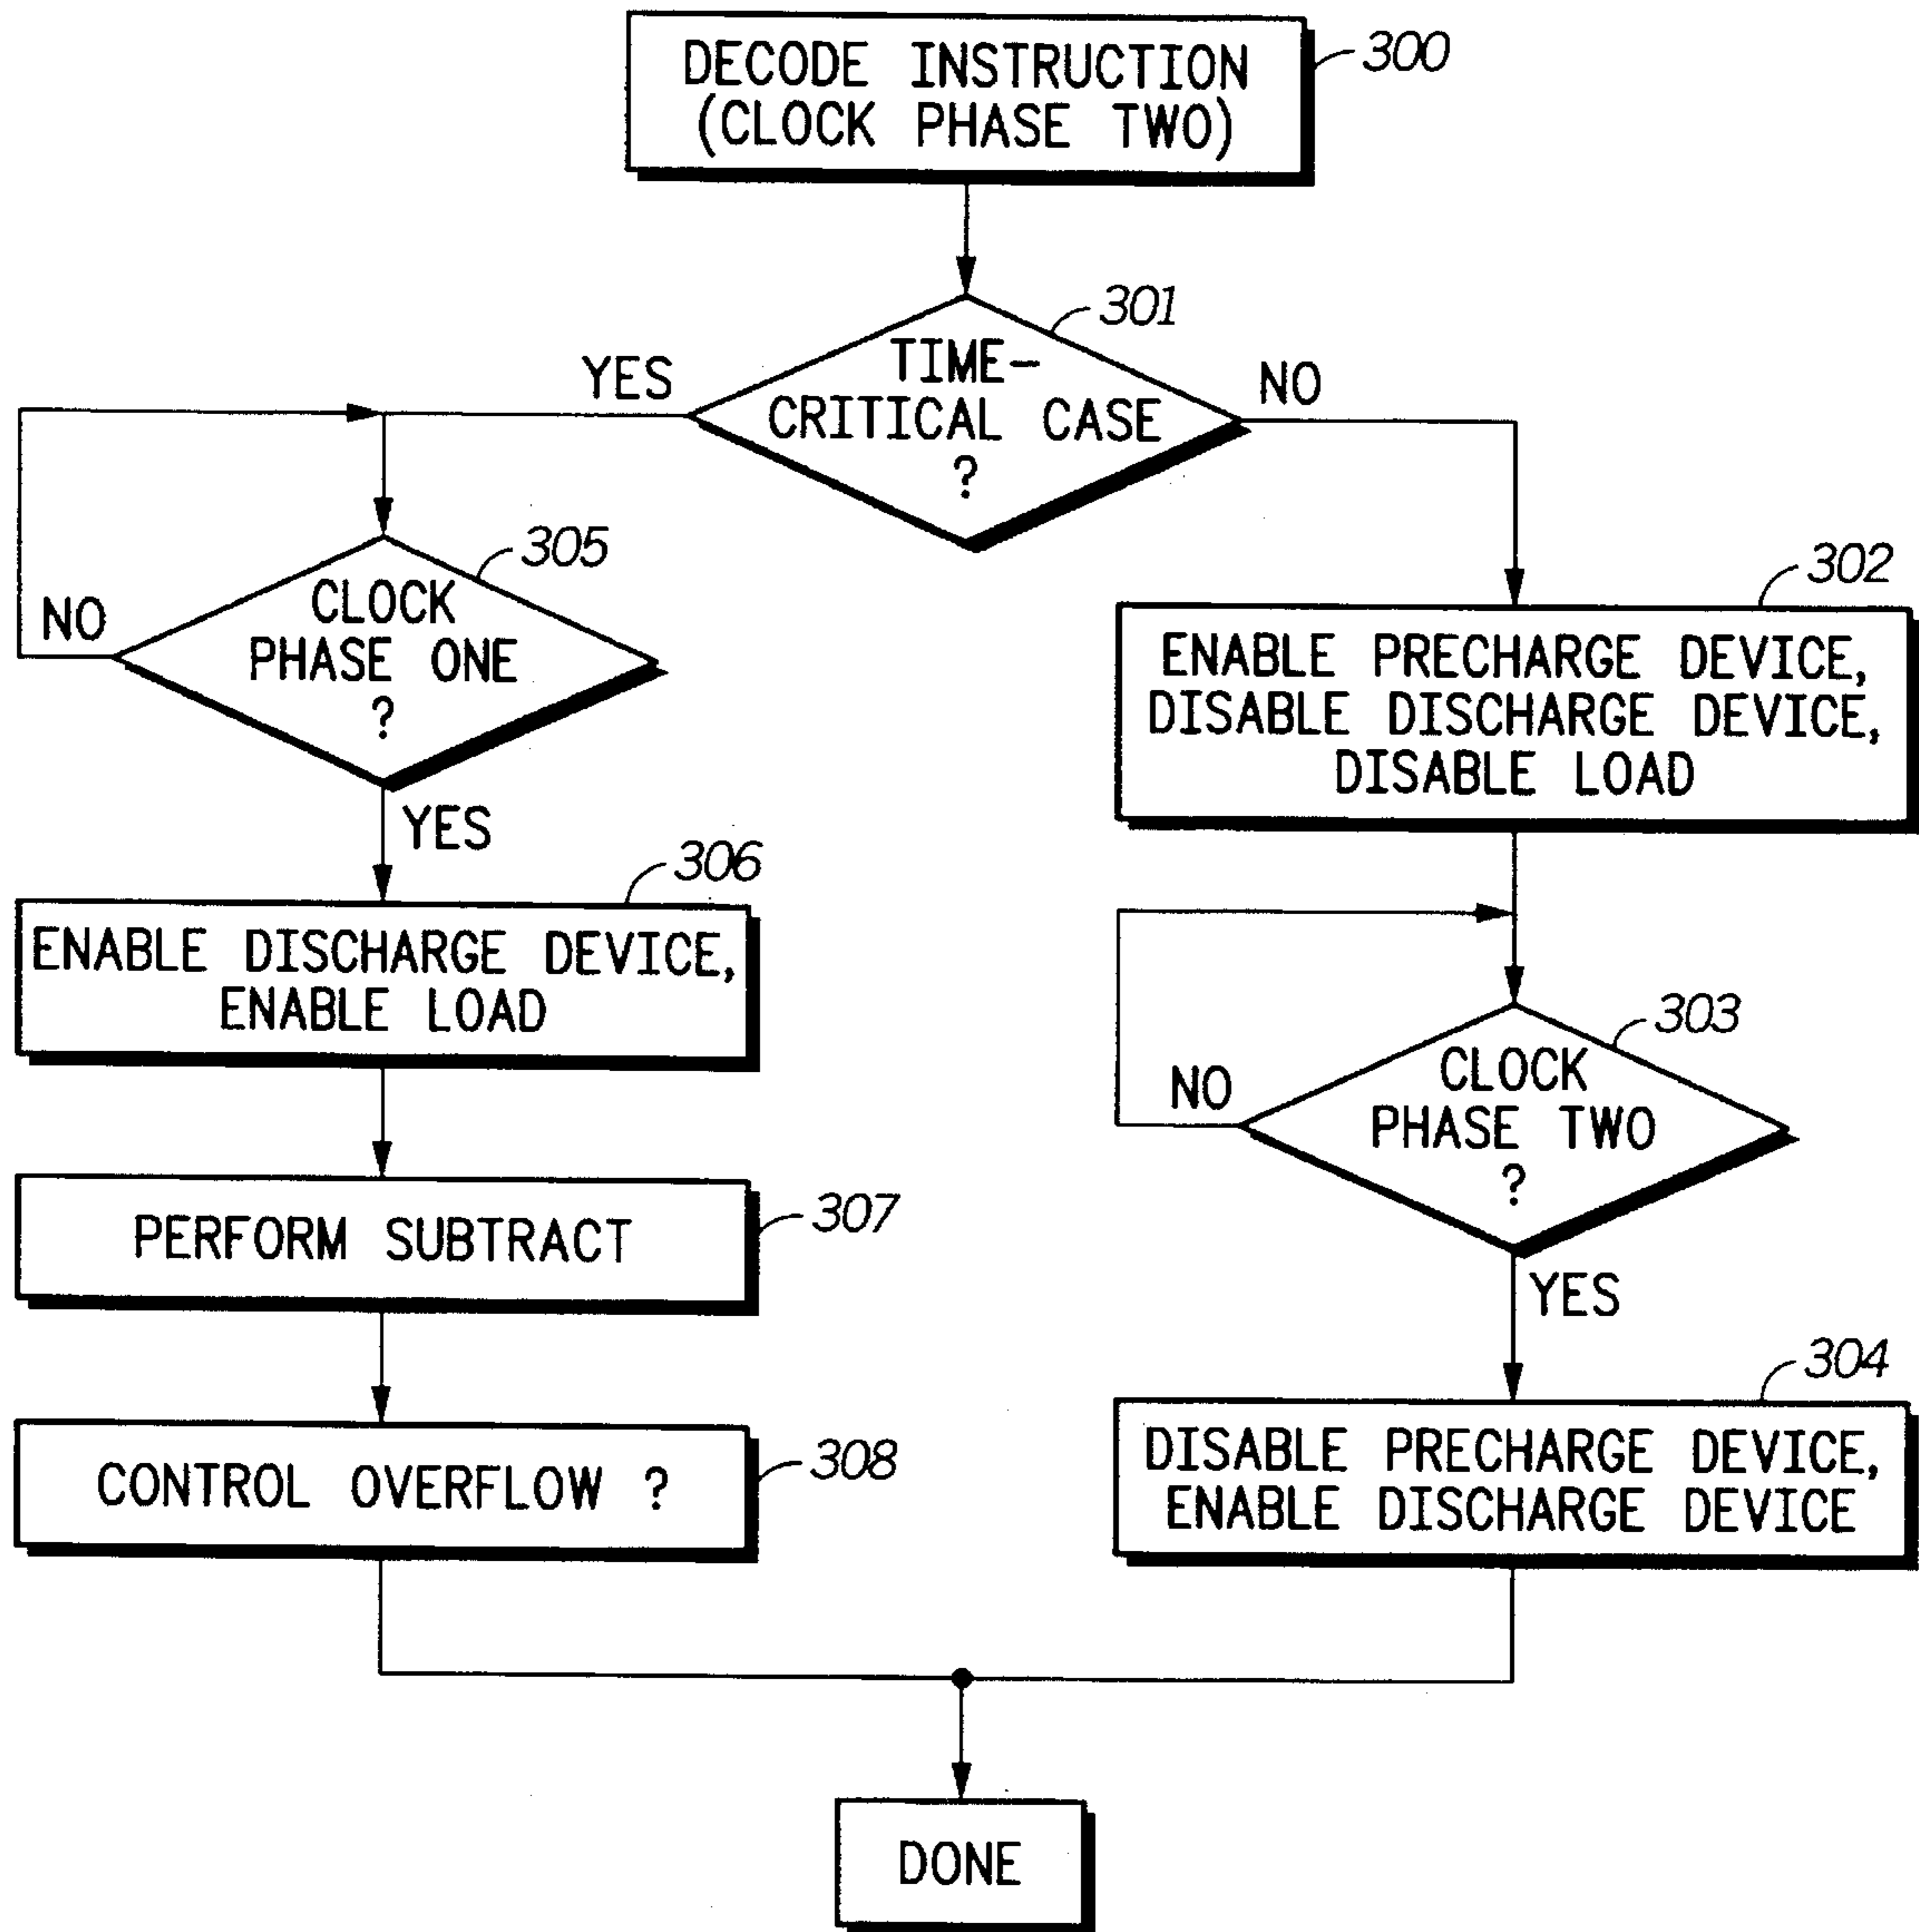 DECODE INSTRUCTION
(CLOCK PHASE TWO)
300
301
TIME-
CRITICAL CASE
?
YES
NO
305
CLOCK
PHASE ONE
?
NO
YES
302
ENABLE PRECHARGE DEVICE,
DISABLE DISCHARGE DEVICE,
DISABLE LOAD
306
ENABLE DISCHARGE DEVICE,
ENABLE LOAD
303
CLOCK
PHASE TWO
?
NO
YES
PERFORM SUBTRACT
307
304
DISABLE PRECHARGE DEVICE,
ENABLE DISCHARGE DEVICE
CONTROL OVERFLOW ?
308
DONE